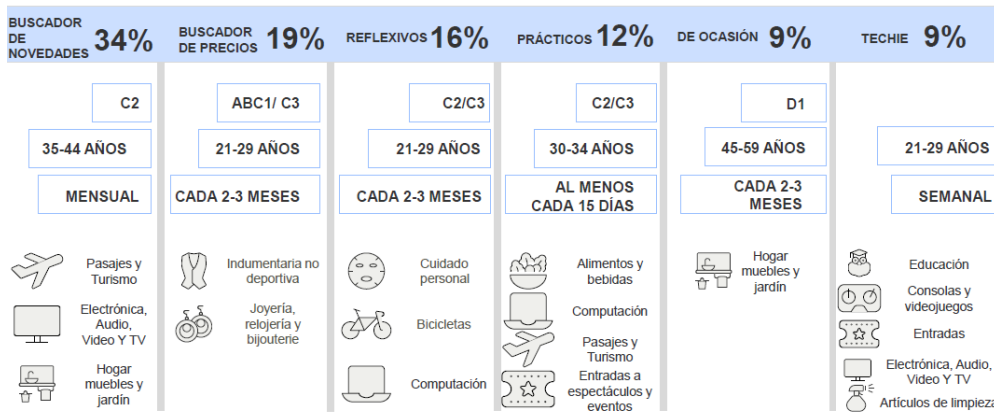 BUSCADOR
DE
NOVEDADES
34%
BUSCADOR
DE PRECIOS
19%
REFLEXIVOS
16%
PRÁCTICOS
12%
DE OCASIÓN
9%
TECHIE
9%
C2
ABC1/ C3
C2/C3
C2/C3
D1
35-44 AÑOS
21-29 AÑOS
21-29 AÑOS
30-34 AÑOS
45-59 AÑOS
21-29 AÑOS
MENSUAL
CADA 2-3 MESES
CADA 2-3 MESES
AL MENOS
CADA 15 DÍAS
CADA 2-3
MESES
SEMANAL
Pasajes y
Turismo
Electrónica,
Audio,
Video Y TV
Hogar
muebles y
jardín
Indumentaria no
deportiva
Joyería,
relojería y
bijouterie
Cuidado
personal
Bicicletas
Computación
Alimentos y
bebidas
Computación
Pasajes y
Turismo
Entradas a
espectáculos y
eventos
Hogar
muebles y
jardín
Educación
Consolas y
videojuegos
Entradas
Electrónica, Audio,
Video Y TV
Artículos de limpieza